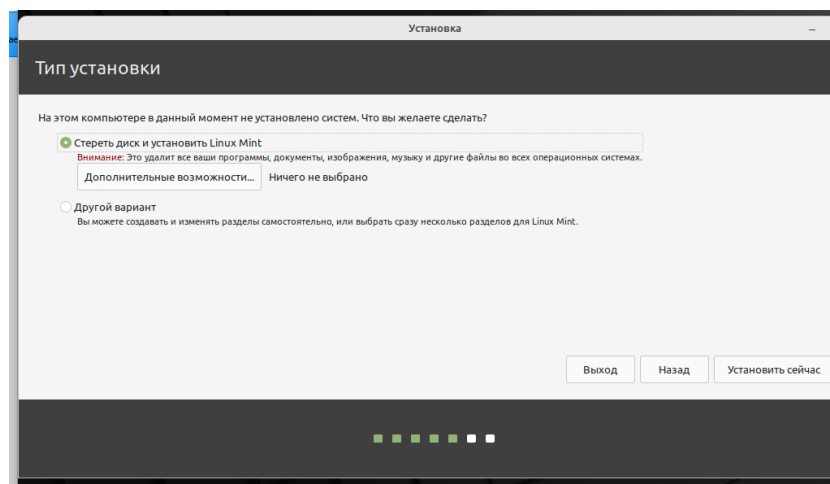 Установка
Тип установки
На этом компьютере в данный момент не установлено систем. Что вы желаете сделать?
Стереть диск и установить Linux Mint
Внимание: Это удалит все ваши программы, документы, изображения, музыку и другие файлы во всех операционных системах.
Дополнительные возможности... Ничего не выбрано
Другой вариант
Вы можете создавать и изменять разделы самостоятельно, или выбрать сразу несколько разделов для Linux Mint.
Выход Назад Установить сейчас